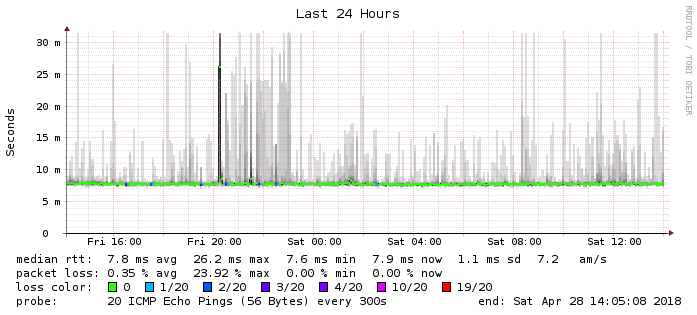 Last 24 Hours
RRDTOOL / TOBI OETIKER
Seconds
30 m
25 m
20 m
15 m
10 m
5 m
0
Fri 16:00 Fri 20:00 Sat 00:00 Sat 04:00 Sat 08:00 Sat 12:00
median rtt: 7.8 ms avg 26.2 ms max 7.6 ms min 7.9 ms now 1.1 ms sd 7.2 am/s
packet loss: 0.35 % avg 23.92 % max 0.00 % min 0.00 % now
loss color: 0 1/20 2/20 3/20 4/20 10/20 19/20
probe: 20 ICMP Echo Pings (56 Bytes) every 300s end: Sat Apr 28 14:05:08 2018